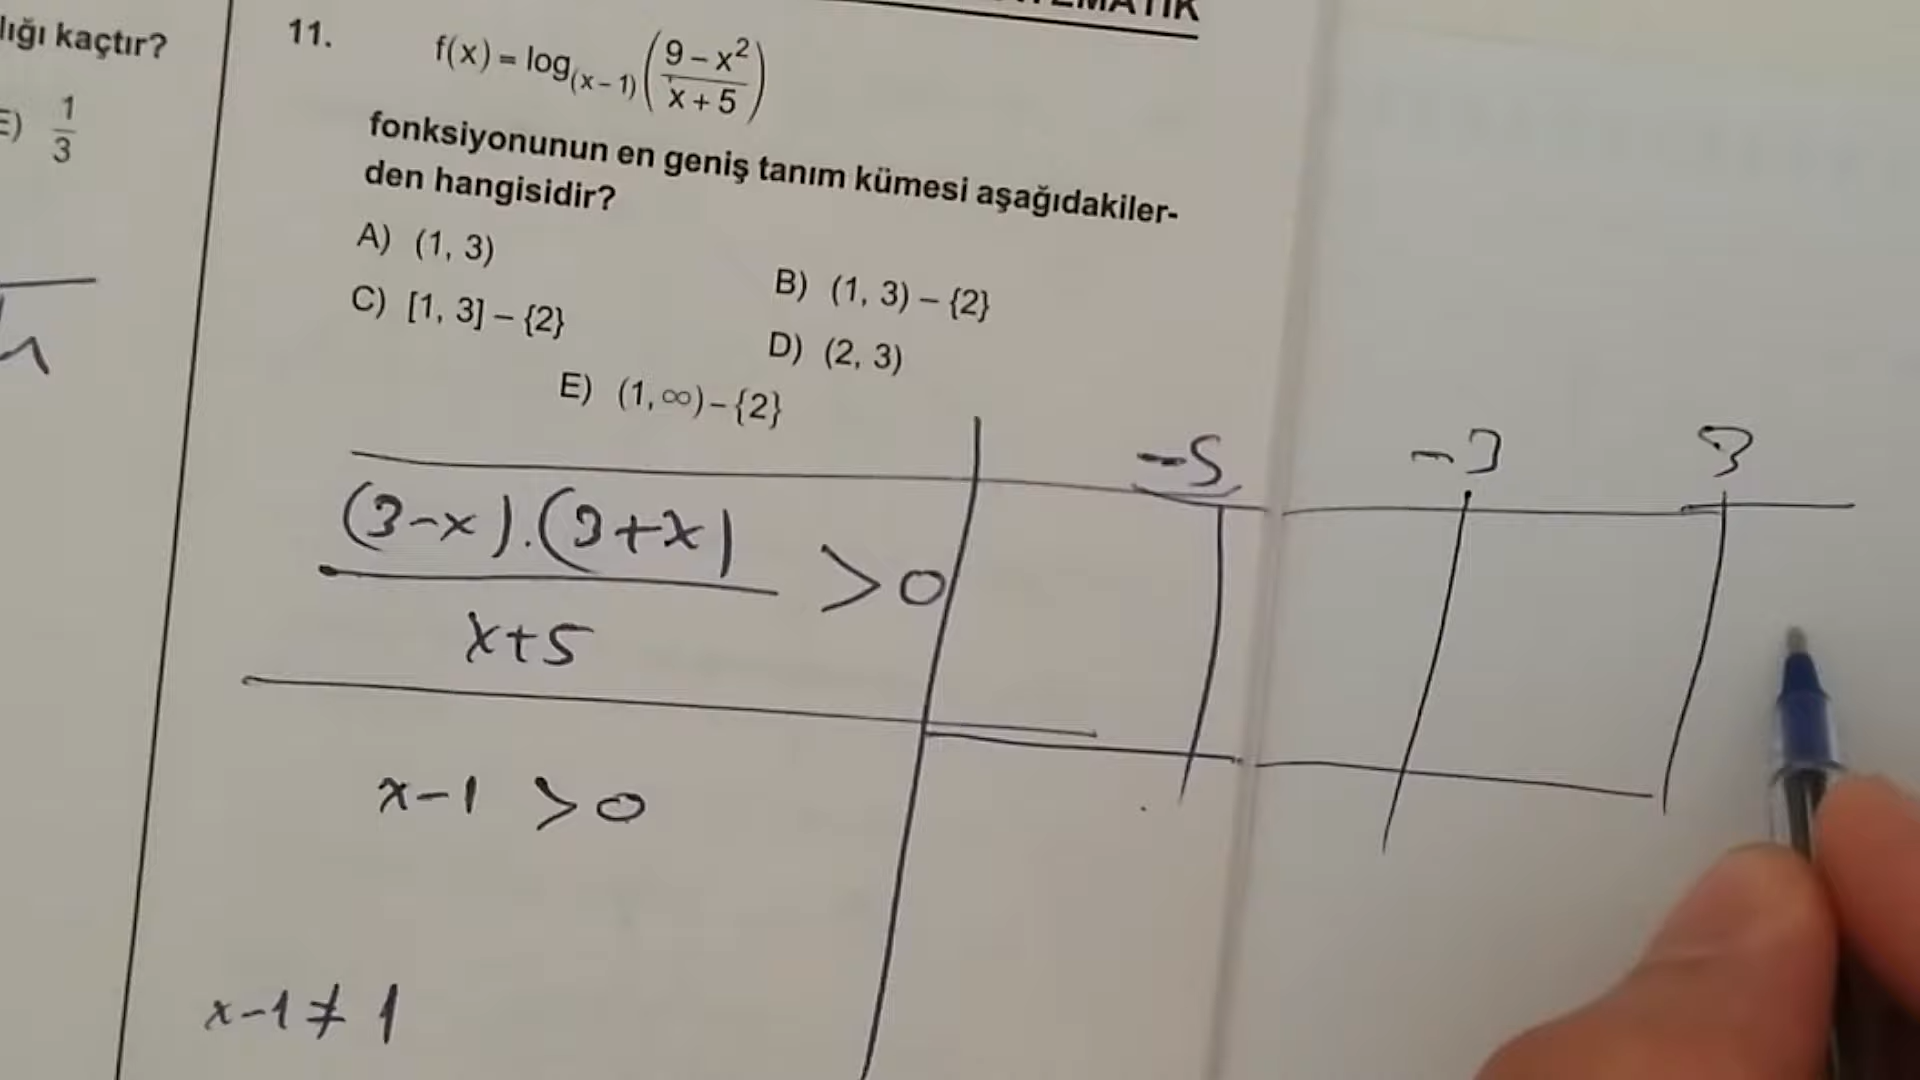 lığı kaçtır?
E) 1/3
11. f(x) = log₍ₓ₋₁₎ ((9 – x²)/(x + 5))
fonksiyonunun en geniş tanım kümesi aşağıdakiler-
den hangisidir?
A) (1, 3)
B) (1, 3) – {2}
C) [1, 3] – {2}
D) (2, 3)
E) (1, ∞) – {2}
-5 -3 3
(3-x).(3+x)/(x+5) > 0
x-1 > 0
x-1 ≠ 1